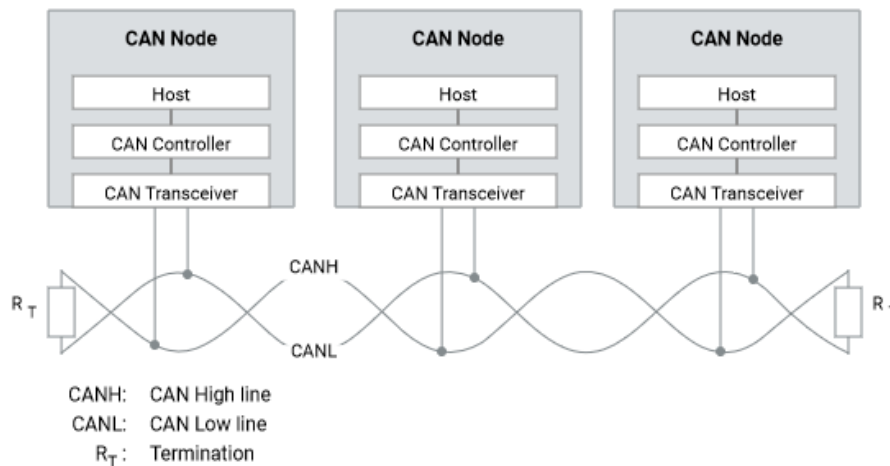 CAN Node CAN Node CAN Node
Host Host Host
CAN Controller CAN Controller CAN Controller
CAN Transceiver CAN Transceiver CAN Transceiver
CANH
R T R
CANL
CANH: CAN High line
CANL: CAN Low line
RT: Termination